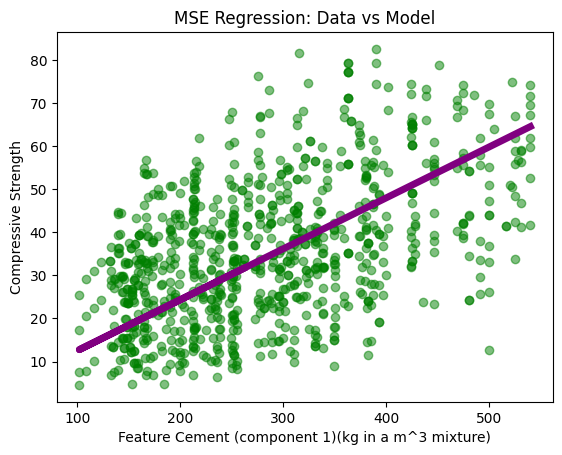 MSE Regression: Data vs Model
Compressive Strength
80
70
60
50
40
30
20
10
100 200 300 400 500
Feature Cement (component 1)(kg in a m^3 mixture)